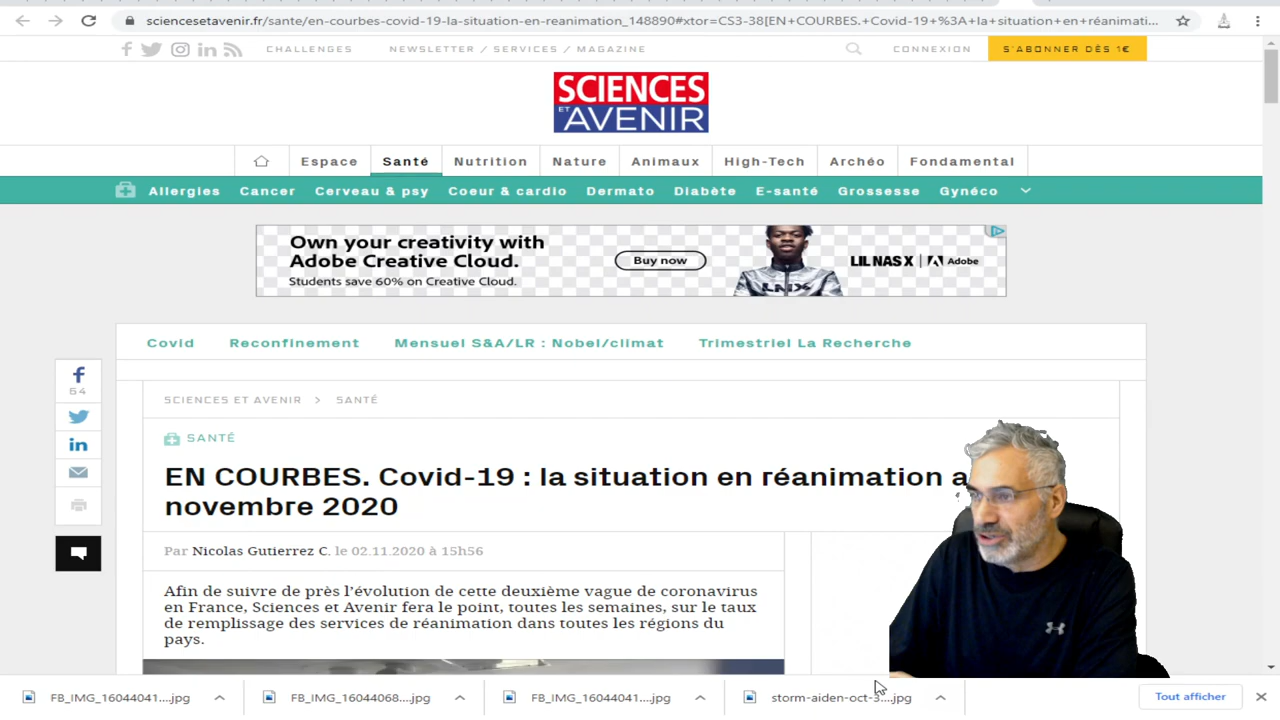 sciencesetavenir.fr/sante/en-courbes-covid-19-la-situation-en-reanimation_148890#xtor=CS3-38[EN+COURBES.+Covid-19+%3A+la+situation+en+réanimati...
CHALLENGES
NEWSLETTER / SERVICES / MAGAZINE
CONNEXION
S'ABONNER DÈS 1€
SCIENCES
ET AVENIR
Espace
Santé
Nutrition
Nature
Animaux
High-Tech
Archéo
Fondamental
Allergies
Cancer
Cerveau & psy
Coeur & cardio
Dermato
Diabète
E-santé
Grossesse
Gynéco
Own your creativity with
Adobe Creative Cloud.
Students save 60% on Creative Cloud.
Buy now
LNX
LIL NAS X | Adobe
Covid
Reconfinement
Mensuel S&A/LR : Nobel/climat
Trimestriel La Recherche
64
SCIENCES ET AVENIR > SANTÉ
SANTÉ
EN COURBES. Covid-19 : la situation en réanimation a
novembre 2020
Par Nicolas Gutierrez C. le 02.11.2020 à 15h56
Afin de suivre de près l'évolution de cette deuxième vague de coronavirus
en France, Sciences et Avenir fera le point, toutes les semaines, sur le taux
de remplissage des services de réanimation dans toutes les régions du
pays.
FB_IMG_16044041....jpg
FB_IMG_16044068....jpg
FB_IMG_16044041....jpg
storm-aiden-oct-3....jpg
Tout afficher